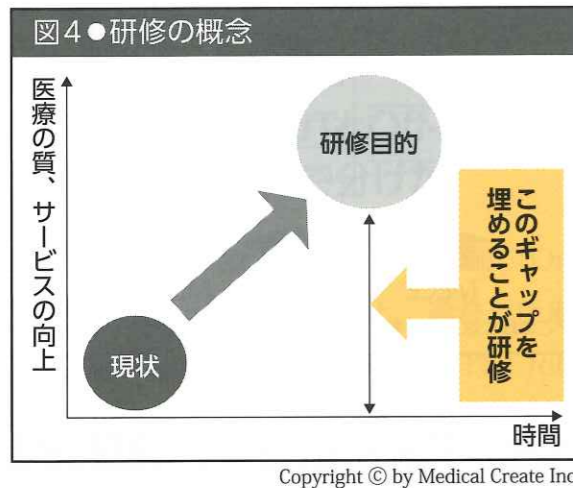 図4●研修の概念
医療の質、サービスの向上
研修目的
現状
このギャップを
埋めることが研修
時間
Copyright © by Medical Create Inc